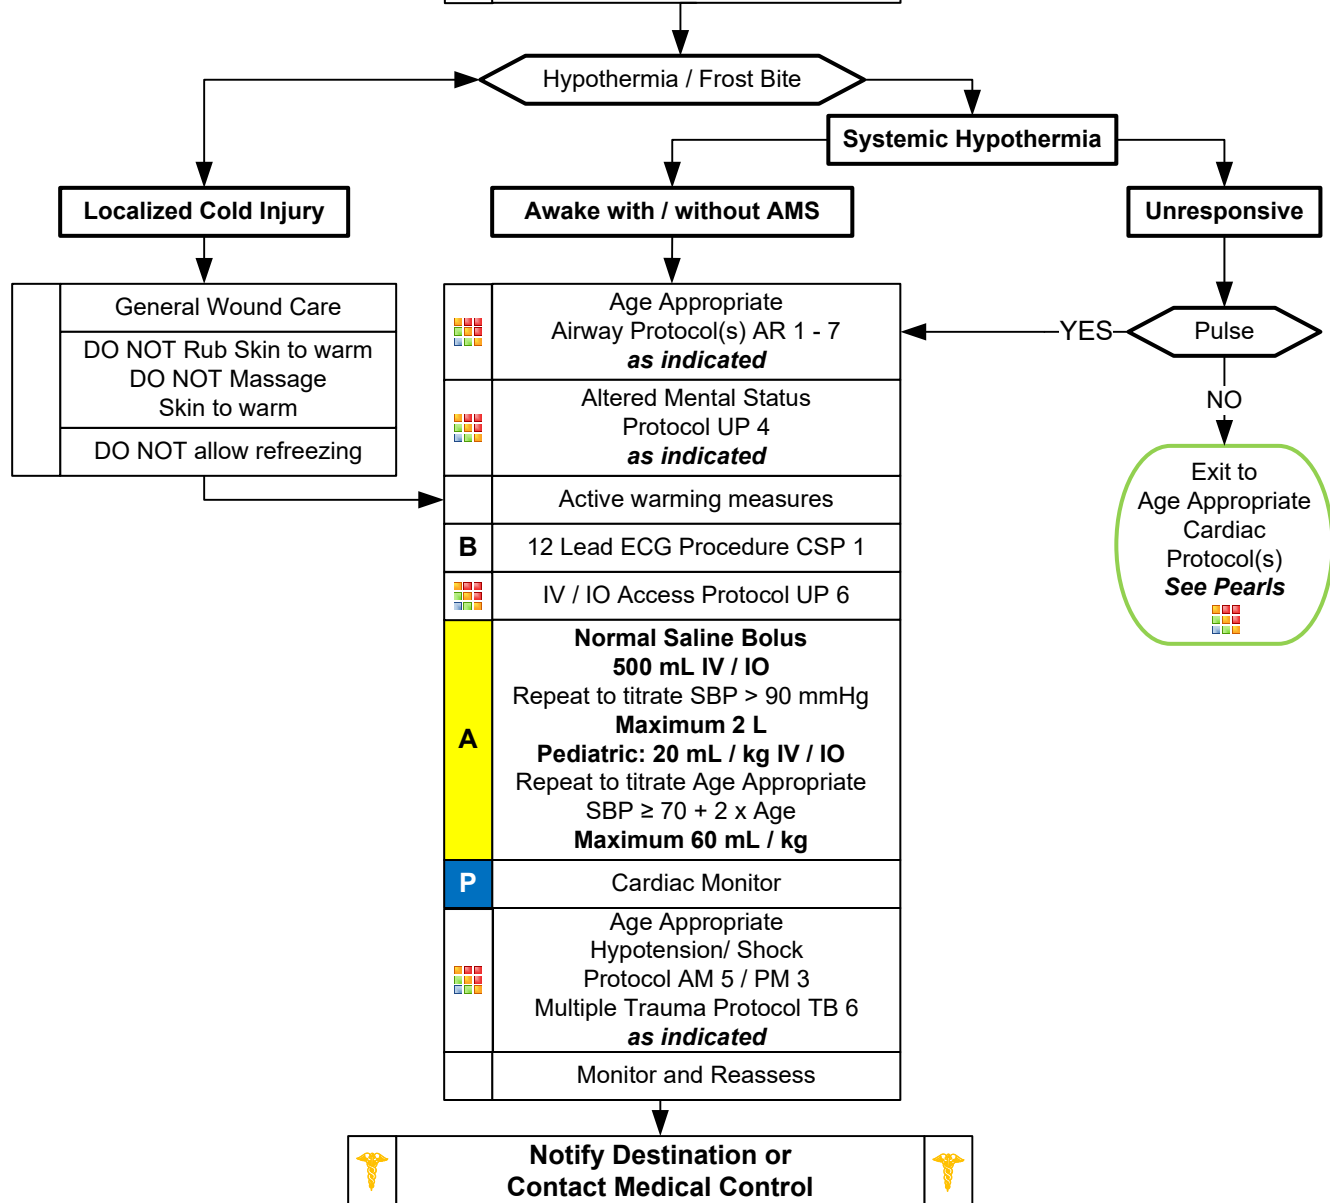 Hypothermia / Frost Bite
Systemic Hypothermia
Localized Cold Injury
Awake with / without AMS
Unresponsive
General Wound Care
DO NOT Rub Skin to warm
DO NOT Massage
Skin to warm
DO NOT allow refreezing
Age Appropriate
Airway Protocol(s) AR 1 - 7
as indicated
YES
Pulse
NO
Altered Mental Status
Protocol UP 4
as indicated
Exit to
Age Appropriate
Cardiac
Protocol(s)
See Pearls
Active warming measures
B
12 Lead ECG Procedure CSP 1
IV / IO Access Protocol UP 6
A
Normal Saline Bolus
500 mL IV / IO
Repeat to titrate SBP > 90 mmHg
Maximum 2 L
Pediatric: 20 mL / kg IV / IO
Repeat to titrate Age Appropriate
SBP ≥ 70 + 2 x Age
Maximum 60 mL / kg
P
Cardiac Monitor
Age Appropriate
Hypotension/ Shock
Protocol AM 5 / PM 3
Multiple Trauma Protocol TB 6
as indicated
Monitor and Reassess
Notify Destination or
Contact Medical Control